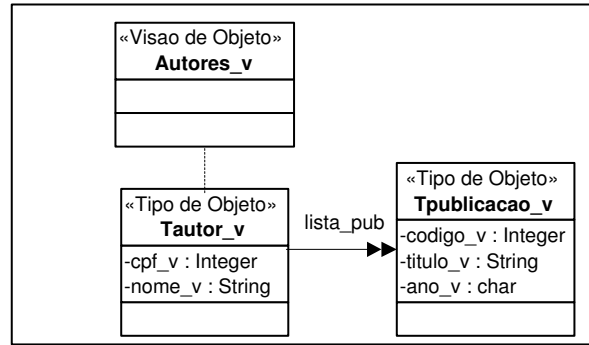 «Visao de Objeto»
Autores_v
«Tipo de Objeto»
Tautor_v
-cpf_v : Integer
-nome_v : String
lista_pub
«Tipo de Objeto»
Tpublicacao_v
-codigo_v : Integer
-titulo_v : String
-ano_v : char